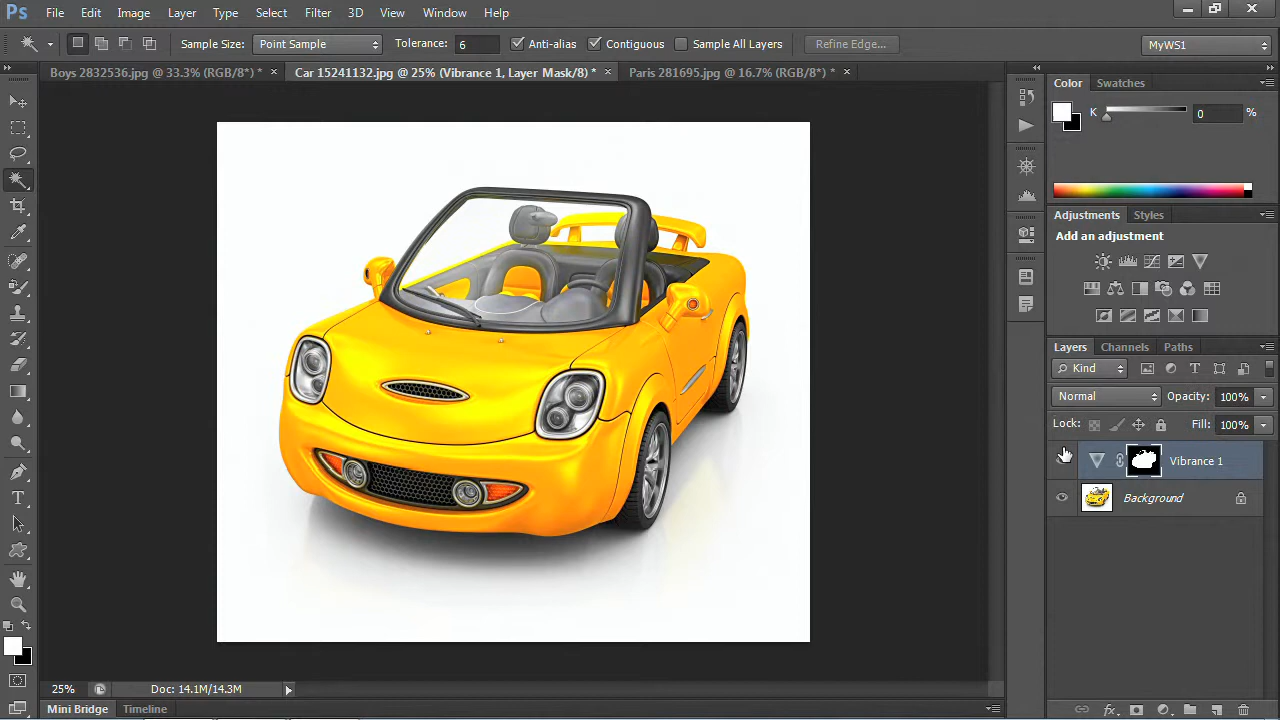 Ps File Edit Image Layer Type Select Filter 3D View Window Help
Sample Size: Point Sample Tolerance: 6 Anti-alias Contiguous Sample All Layers Refine Edge... MyWS1
Boys 2832536.jpg @ 33.3% (RGB/8*) * × Car 15241132.jpg @ 25% (Vibrance 1, Layer Mask/8) * × Paris 281695.jpg @ 16.7% (RGB/8*) * ×
Color Swatches
K 0 %
Adjustments Styles
Add an adjustment
Layers Channels Paths
Kind T
Normal Opacity: 100%
Lock: Fill: 100%
Vibrance 1
Background
T
25% Doc: 14.1M/14.3M
Mini Bridge Timeline